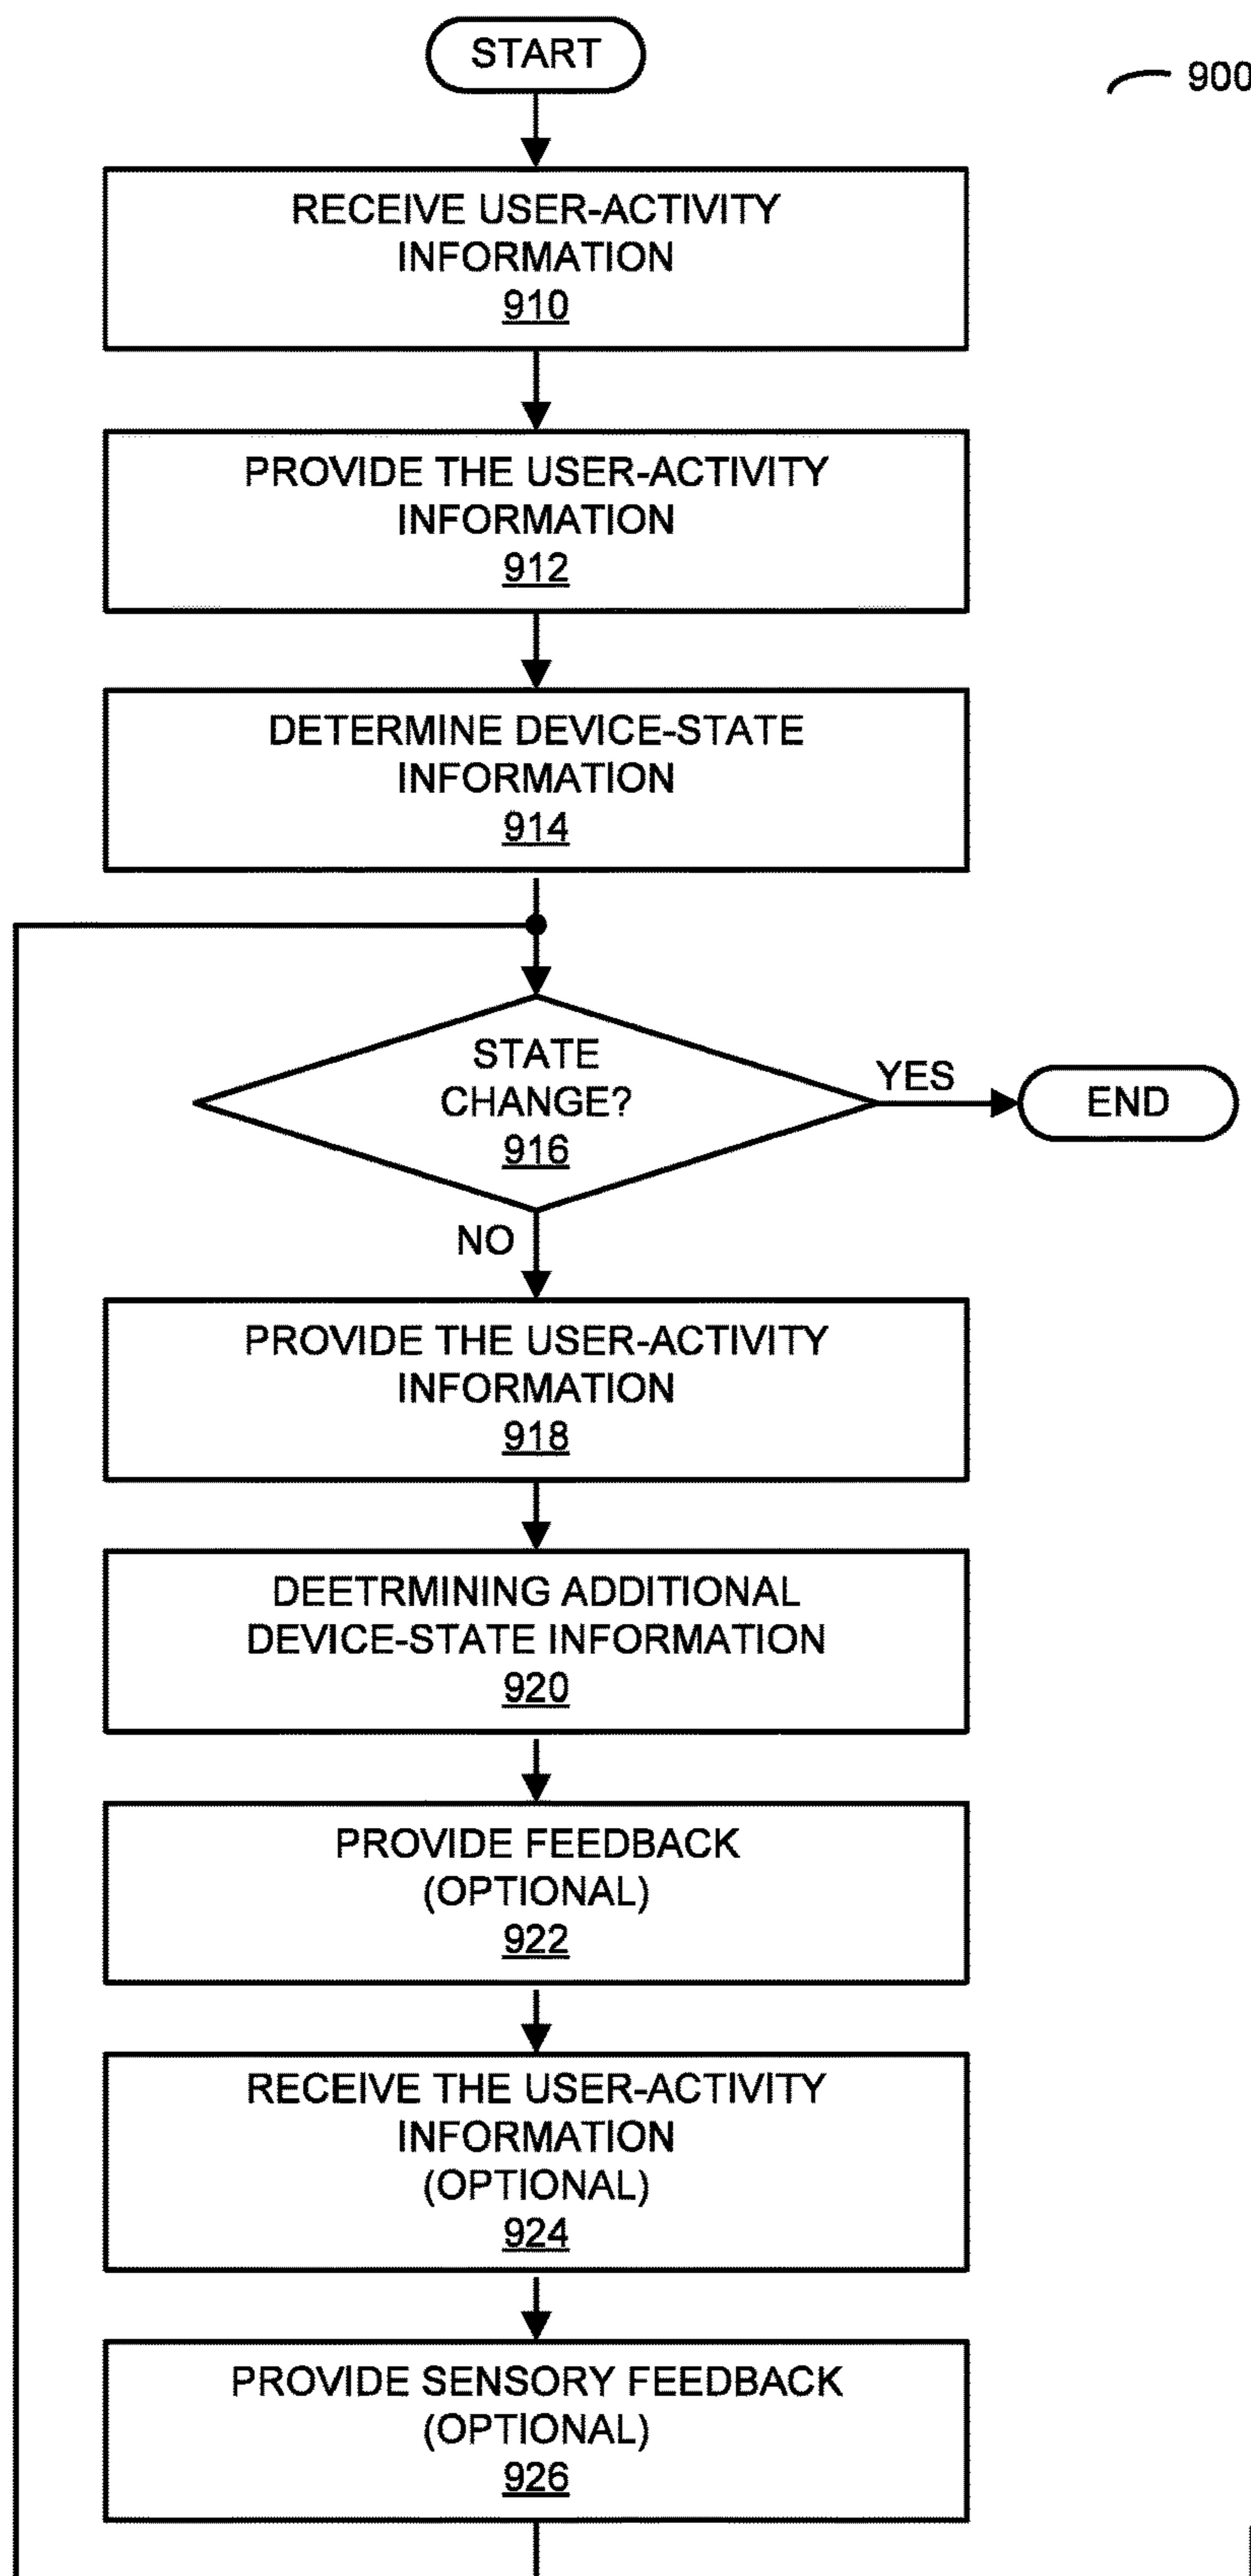 START
900
RECEIVE USER-ACTIVITY
INFORMATION
910
PROVIDE THE USER-ACTIVITY
INFORMATION
912
DETERMINE DEVICE-STATE
INFORMATION
914
STATE
CHANGE?
916
YES
END
NO
PROVIDE THE USER-ACTIVITY
INFORMATION
918
DEETRMINING ADDITIONAL
DEVICE-STATE INFORMATION
920
PROVIDE FEEDBACK
(OPTIONAL)
922
RECEIVE THE USER-ACTIVITY
INFORMATION
(OPTIONAL)
924
PROVIDE SENSORY FEEDBACK
(OPTIONAL)
926